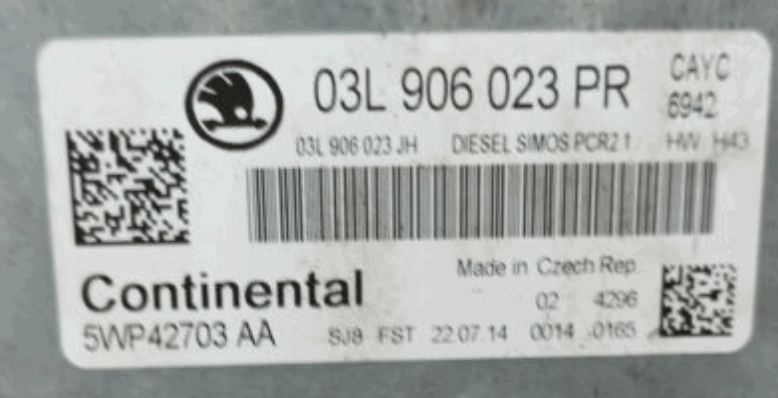 03L 906 023 PR
CAYC
6942
03L 906 023 JH DIESEL SIMOS PCR2 1 HW H43
Made in Czech Rep
Continental
02 4296
5WP42703 AA SJ8 FST 22.07.14 0014 0165